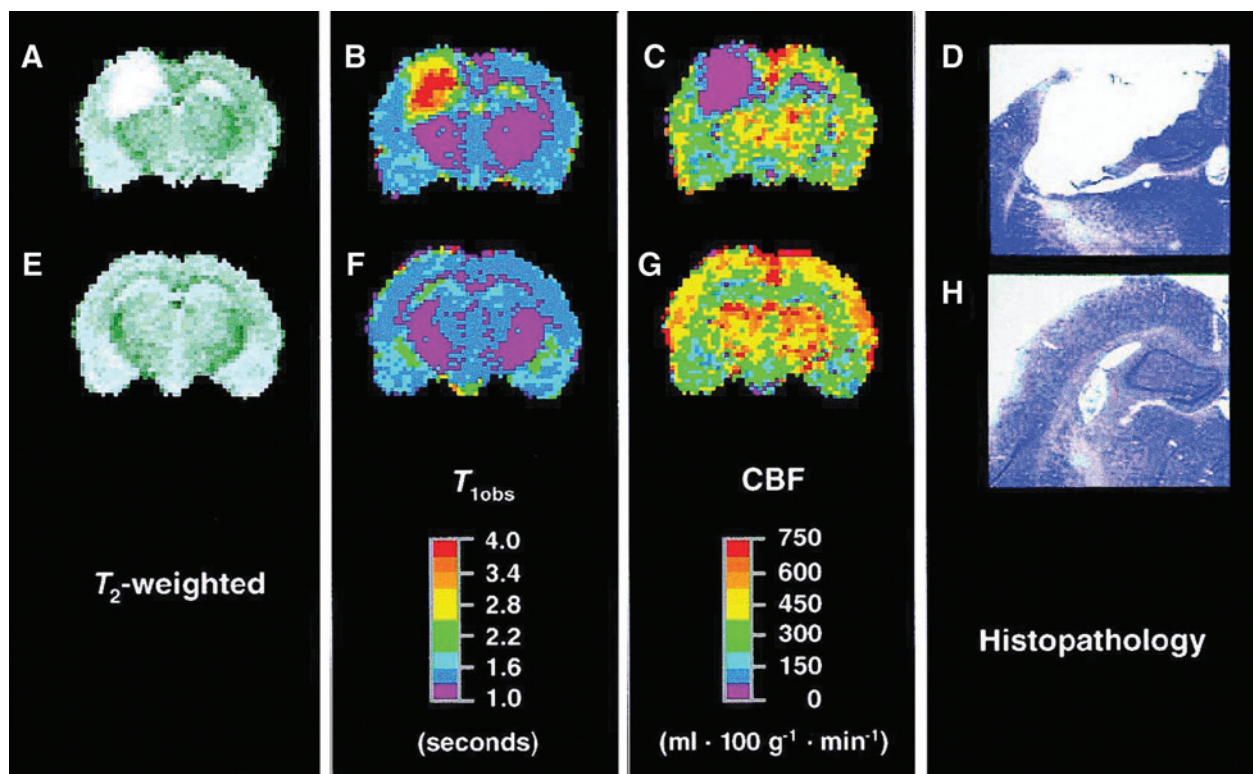 A
B
C
D
E
F
G
H
T₂-weighted
T₁obs
4.0
3.4
2.8
2.2
1.6
1.0
(seconds)
CBF
750
600
450
300
150
0
(ml · 100 g⁻¹ · min⁻¹)
Histopathology